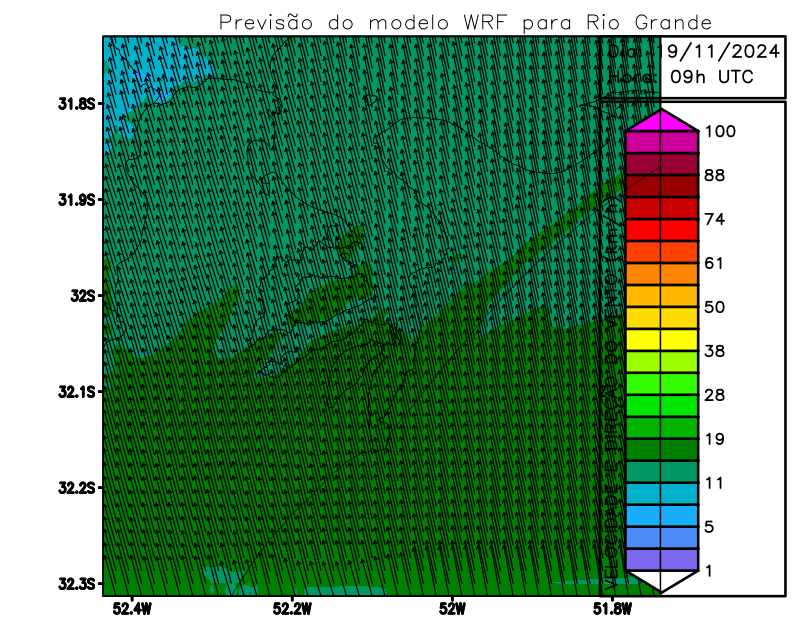 Previsão do modelo WRF para Rio Grande
Dia: 19/11/2024
Hora: 09h UTC
31.8S
31.9S
32S
32.1S
32.2S
32.3S
52.4W
52.2W
52W
51.8W
VELOCIDADE E DIREÇÃO DO VENTO (km/h)
100
88
74
61
50
38
28
19
11
5
1